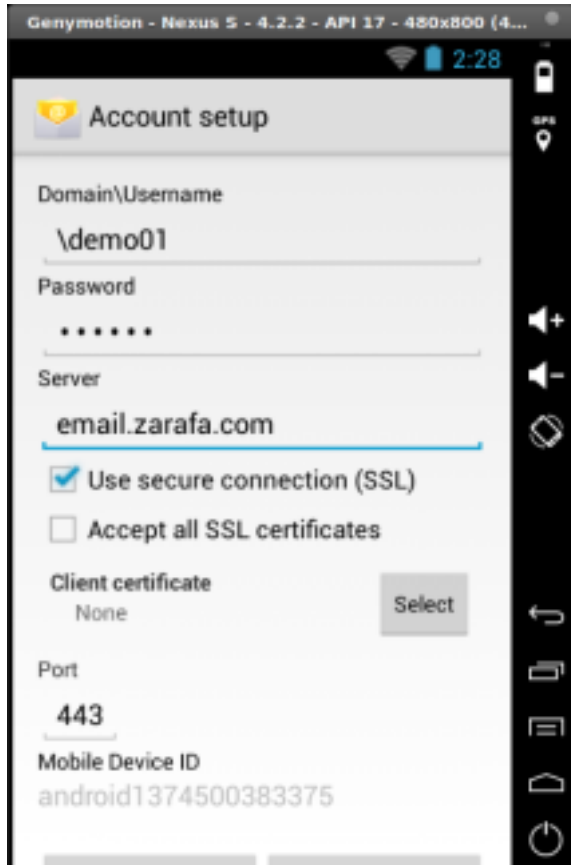 Genymotion - Nexus 5 - 4.2.2 - API 17 - 480x800 (4...
2:28
GPS
Account setup
Domain\Username
\demo01
Password
••••••
Server
email.zarafa.com
Use secure connection (SSL)
Accept all SSL certificates
Client certificate
None
Select
Port
443
Mobile Device ID
android1374500383375